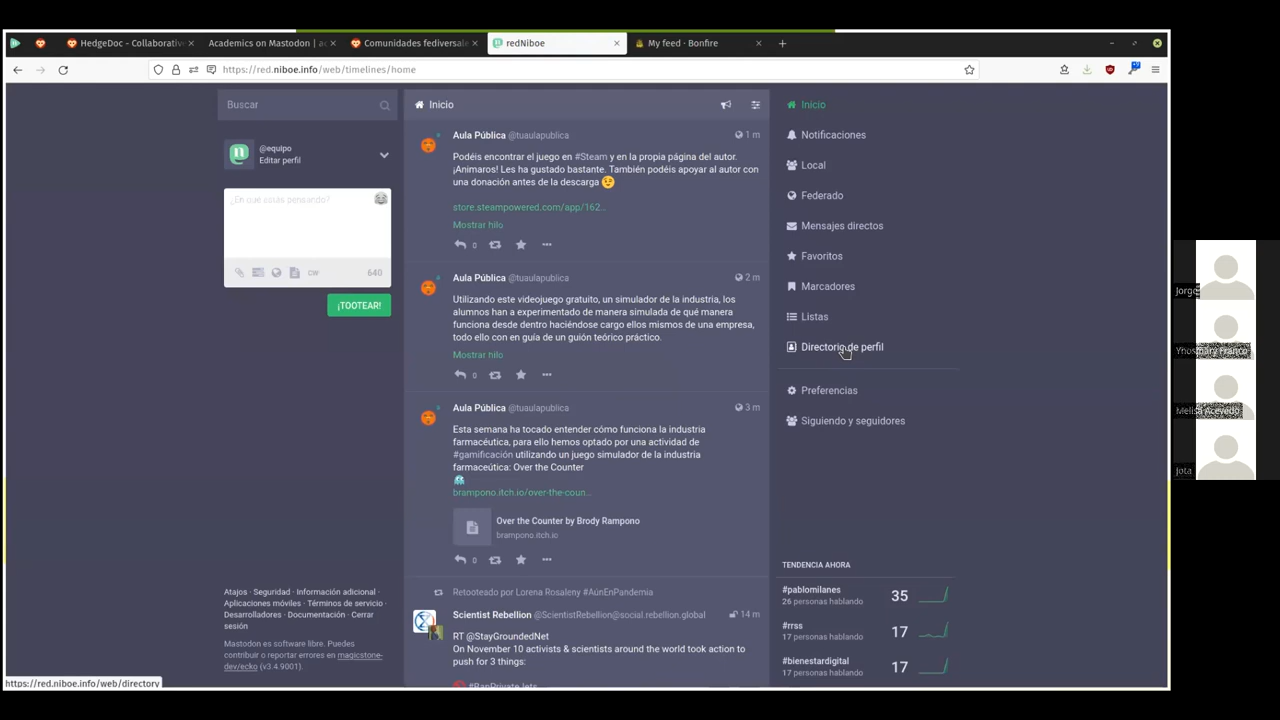 HedgeDoc - Collaborative
Academics on Mastodon | a
Comunidades fediversale
redNiboe
My feed - Bonfire
https://red.niboe.info/web/timelines/home
Buscar
@equipo
Editar perfil
¿En qué estás pensando?
CW
640
¡TOOTEAR!
Atajos · Seguridad · Información adicional ·
Aplicaciones móviles · Términos de servicio ·
Desarrolladores · Documentación · Cerrar
sesión
Mastodon es software libre. Puedes
contribuir o reportar errores en magicstone-
dev/ecko (v3.4.9001).
https://red.niboe.info/web/directory
Inicio
Aula Pública @tuaulapublica
1 m
Podéis encontrar el juego en #Steam y en la propia página del autor.
¡Animaros! Les ha gustado bastante. También podéis apoyar al autor con
una donación antes de la descarga 😉
store.steampowered.com/app/162…
Mostrar hilo
0
Aula Pública @tuaulapublica
2 m
Utilizando este videojuego gratuito, un simulador de la industria, los
alumnos han a experimentado de manera simulada de qué manera
funciona desde dentro haciéndose cargo ellos mismos de una empresa,
todo ello con en guía de un guión teórico práctico.
Mostrar hilo
0
Aula Pública @tuaulapublica
3 m
Esta semana ha tocado entender cómo funciona la industria
farmacéutica, para ello hemos optado por una actividad de
#gamificación utilizando un juego simulador de la industria
farmaceútica: Over the Counter
brampono.itch.io/over-the-coun…
Over the Counter by Brody Rampono
brampono.itch.io
0
Retooteado por Lorena Rosaleny #AúnEnPandemia
Scientist Rebellion @ScientistRebellion@social.rebellion.global
14 m
RT @StayGroundedNet
On November 10 activists & scientists around the world took action to
push for 3 things:
#BanPrivateJets
Inicio
Notificaciones
Local
Federado
Mensajes directos
Favoritos
Marcadores
Listas
Directorio de perfil
Preferencias
Siguiendo y seguidores
TENDENCIA AHORA
#pablomilanes
26 personas hablando
35
#rrss
17 personas hablando
17
#bienestardigital
17 personas hablando
17
Jorge
Yhosmary Franco
Melisa Acevedo
jota